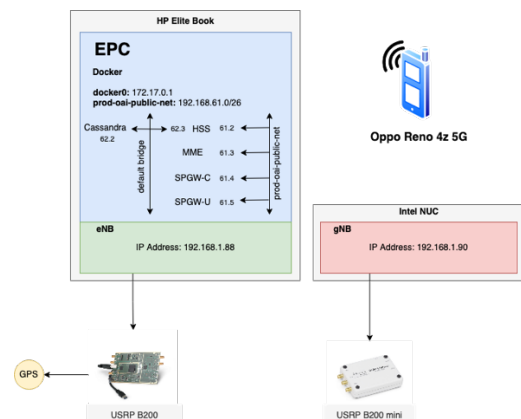 HP Elite Book
EPC
Docker
docker0: 172.17.0.1
prod-oai-public-net: 192.168.61.0/26
Cassandra 62.3 HSS 61.2
62.2
MME 61.3
SPGW-C 61.4
SPGW-U 61.5
default bridge
prod-oai-public-net
eNB
IP Address: 192.168.1.88
Oppo Reno 4z 5G
Intel NUC
gNB
IP Address: 192.168.1.90
GPS
USRP B200
USRP B200 mini